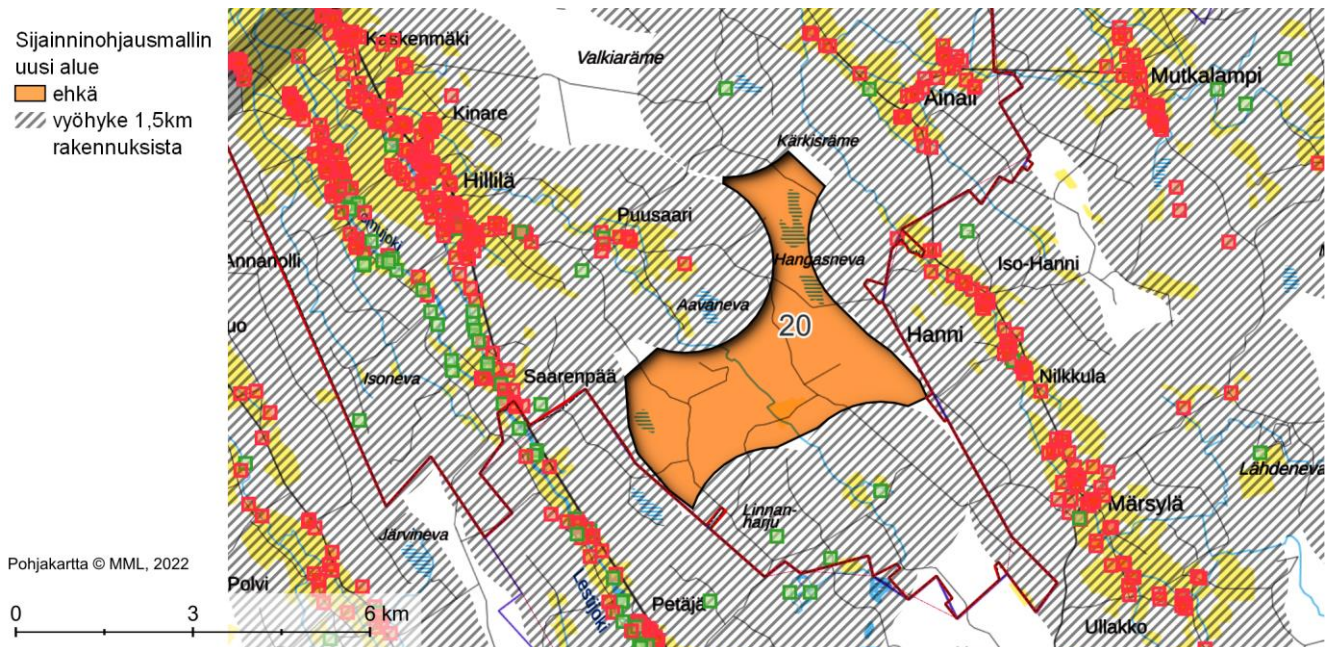 Sijainninohjausmallin
uusi alue
ehkä
vyöhyke 1,5km
rakennuksista
Pohjakartta © MML, 2022
0 3 6 km
Kaskenmäki
Valkiaräme
Mutkalampi
Ainali
Kinare
Kärkisräme
Hillilä
Puusaari
Annanolli
Hangasneva
Iso-Hanni
Aavaneva
20
Hanni
Isoneva
Saarenpää
Nilkkula
Lähdeneva
Märsylä
Linnan-
harju
Järvineva
Polvi
Lestijoki
Petäjä
Ullakko